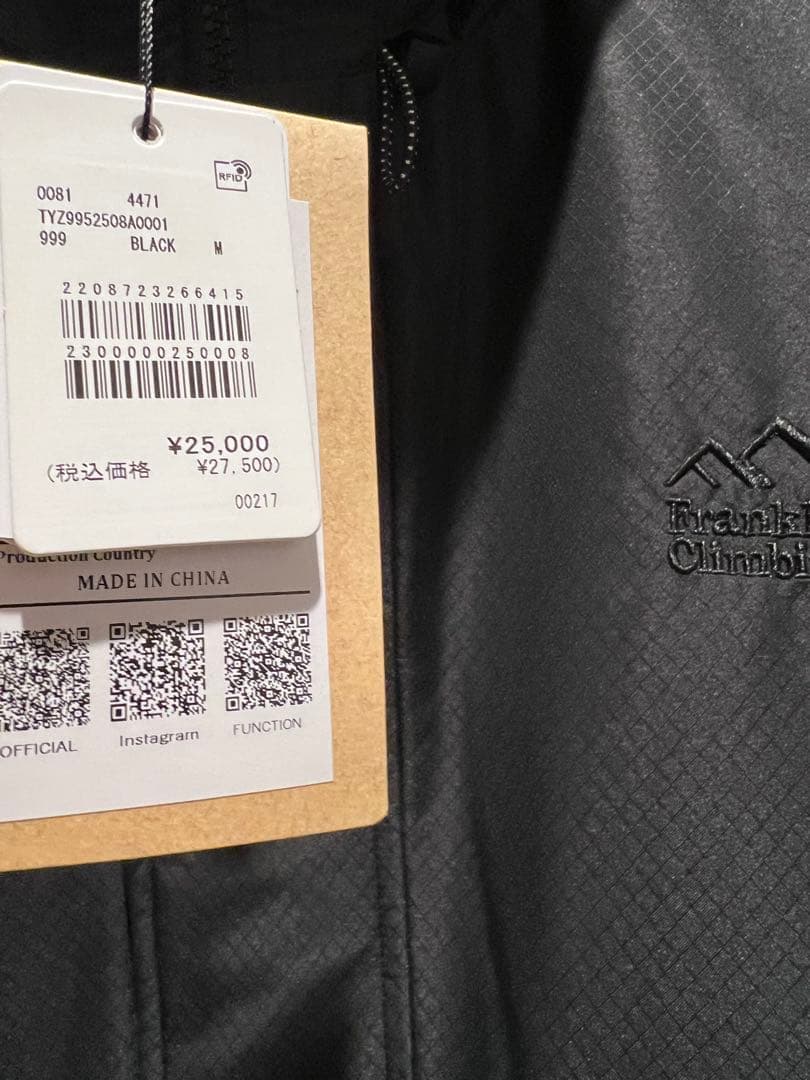 RFID
0081 4471
TYZ9952508A0001
999 BLACK M
2208723266415
2300000250008
¥25,000
(税込価格 ¥27,500)
00217
Production Country
MADE IN CHINA
OFFICIAL
Instagram
FUNCTION